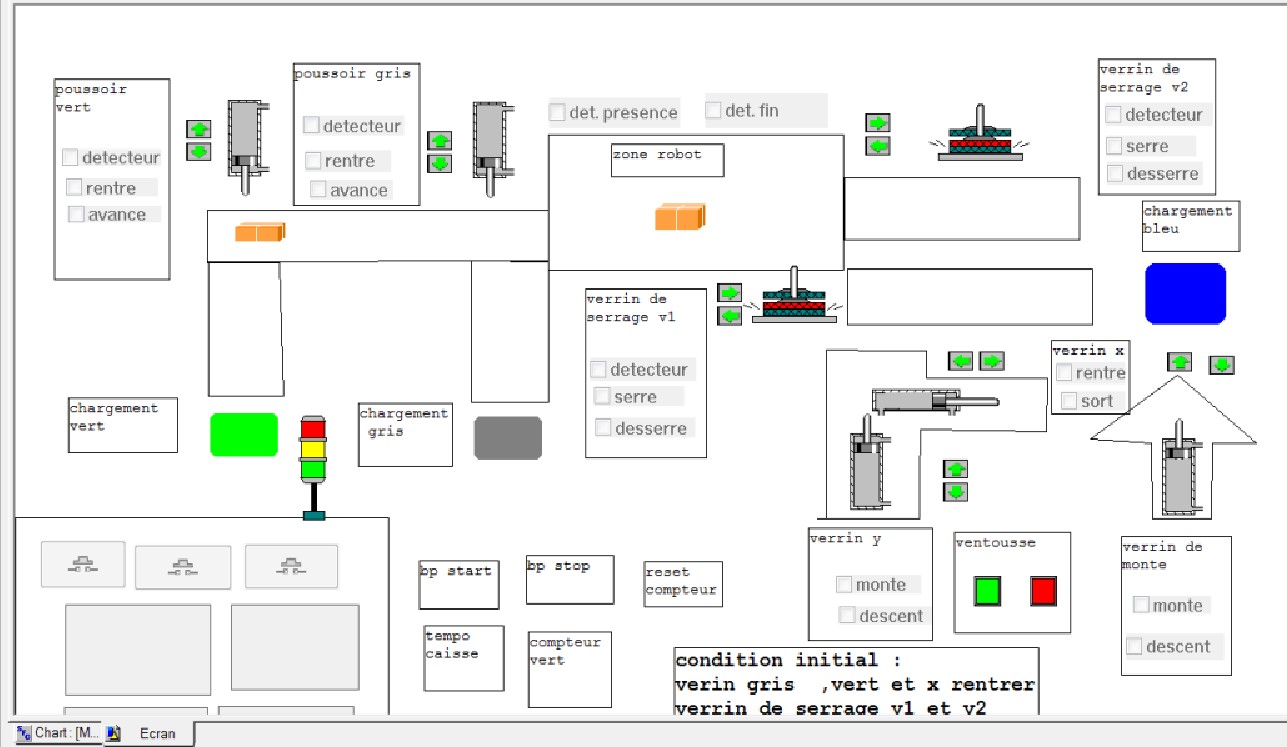 poussoir
vert
detecteur
rentre
avance
poussoir gris
detecteur
rentre
avance
det. presence
det. fin
zone robot
verrin de
serrage v2
detecteur
serre
desserre
chargement
bleu
verrin de
serrage v1
detecteur
serre
desserre
verrin x
rentre
sort
chargement
vert
chargement
gris
bp start
bp stop
reset
compteur
tempo
caisse
compteur
vert
verrin y
monte
descent
ventousse
verrin de
monte
monte
descent
condition initial :
verin gris ,vert et x rentrer
verrin de serrage v1 et v2
Chart : [M...
Ecran